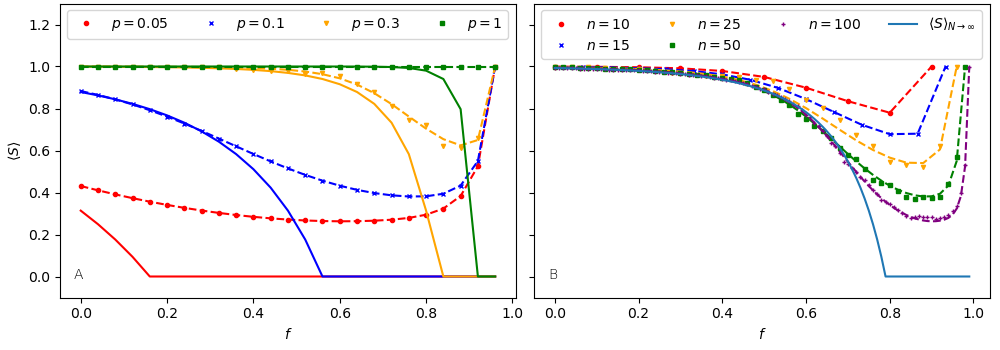 p = 0.05 p = 0.1 p = 0.3 p = 1
n = 10 n = 25 n = 100 ⟨S⟩N→∞
n = 15 n = 50
1.2
1.0
0.8
0.6
0.4
0.2
0.0
⟨S⟩
A
B
0.0 0.2 0.4 0.6 0.8 1.0
0.0 0.2 0.4 0.6 0.8 1.0
f
f